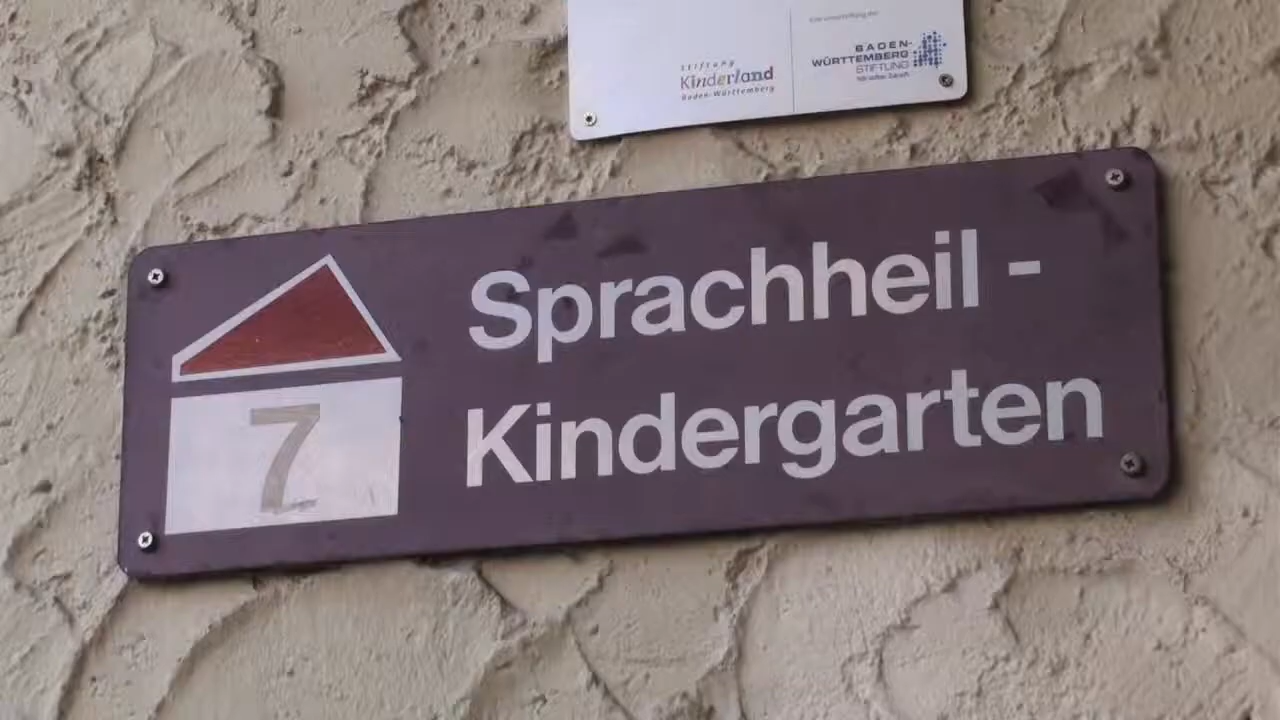 Stiftung
Kinderland
Baden-Württemberg
BADEN-
WÜRTTEMBERG
STIFTUNG
7
Sprachheil -
Kindergarten